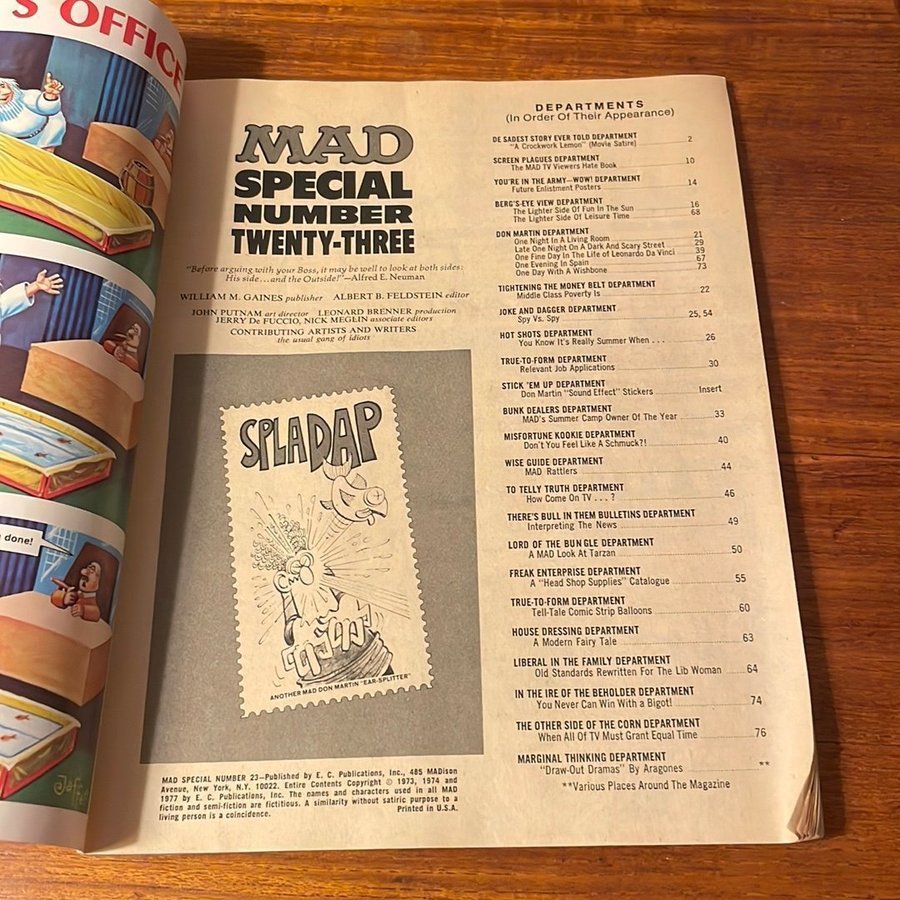 S OFFICE
done!
Jaffee
MAD
SPECIAL
NUMBER
TWENTY-THREE
"Before arguing with your Boss, it may be well to look at both sides:
His side...and the Outside!"—Alfred E. Neuman
WILLIAM M. GAINES publisher ALBERT B. FELDSTEIN editor
JOHN PUTNAM art director LEONARD BRENNER production
JERRY De FUCCIO, NICK MEGLIN associate editors
CONTRIBUTING ARTISTS AND WRITERS
the usual gang of idiots
SPLADAP
ANOTHER MAD DON MARTIN "EAR-SPLITTER"
MAD SPECIAL NUMBER 23—Published by E. C. Publications, Inc., 485 MADison
Avenue, New York, N.Y. 10022. Entire Contents Copyright © 1973, 1974 and
1977 by E. C. Publications, Inc. The names and characters used in all MAD
fiction and semi-fiction are fictitious. A similarity without satiric purpose to a
living person is a coincidence. Printed in U.S.A.
DEPARTMENTS
(In Order Of Their Appearance)
DE SADEST STORY EVER TOLD DEPARTMENT
"A Crockwork Lemon" (Movie Satire) 2
SCREEN PLAGUES DEPARTMENT
The MAD TV Viewers Hate Book 10
YOU'RE IN THE ARMY—WOW! DEPARTMENT
Future Enlistment Posters 14
BERG'S-EYE VIEW DEPARTMENT
The Lighter Side Of Fun In The Sun 16
The Lighter Side Of Leisure Time 68
DON MARTIN DEPARTMENT
One Night In A Living Room 21
Late One Night On A Dark And Scary Street 29
One Fine Day In The Life of Leonardo Da Vinci 39
One Evening In Spain 67
One Day With A Wishbone 73
TIGHTENING THE MONEY BELT DEPARTMENT
Middle Class Poverty Is 22
JOKE AND DAGGER DEPARTMENT
Spy Vs. Spy 25, 54
HOT SHOTS DEPARTMENT
You Know It's Really Summer When . . . 26
TRUE-TO-FORM DEPARTMENT
Relevant Job Applications 30
STICK 'EM UP DEPARTMENT
Don Martin "Sound Effect" Stickers Insert
BUNK DEALERS DEPARTMENT
MAD's Summer Camp Owner Of The Year 33
MISFORTUNE KOOKIE DEPARTMENT
Don't You Feel Like A Schmuck?! 40
WISE GUIDE DEPARTMENT
MAD Rattlers 44
TO TELLY TRUTH DEPARTMENT
How Come On TV . . . ? 46
THERE'S BULL IN THEM BULLETINS DEPARTMENT
Interpreting The News 49
LORD OF THE BUNGLE DEPARTMENT
A MAD Look At Tarzan 50
FREAK ENTERPRISE DEPARTMENT
A "Head Shop Supplies" Catalogue 55
TRUE-TO-FORM DEPARTMENT
Tell-Tale Comic Strip Balloons 60
HOUSE DRESSING DEPARTMENT
A Modern Fairy Tale 63
LIBERAL IN THE FAMILY DEPARTMENT
Old Standards Rewritten For The Lib Woman 64
IN THE IRE OF THE BEHOLDER DEPARTMENT
You Never Can Win With a Bigot! 74
THE OTHER SIDE OF THE CORN DEPARTMENT
When All Of TV Must Grant Equal Time 76
MARGINAL THINKING DEPARTMENT
"Draw-Out Dramas" By Aragones **
**Various Places Around The Magazine